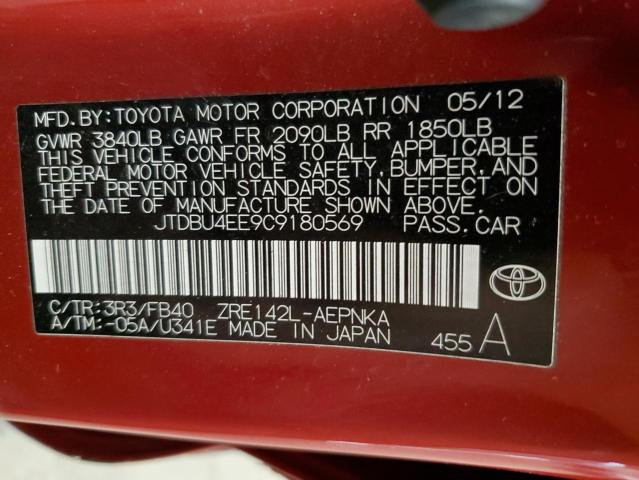 MFD.BY:TOYOTA MOTOR CORPORATION 05/12
GVWR 3840LB GAWR FR 2090LB RR 1850LB
THIS VEHICLE CONFORMS TO ALL APPLICABLE
FEDERAL MOTOR VEHICLE SAFETY,BUMPER,AND
THEFT PREVENTION STANDARDS IN EFFECT ON
THE DATE OF MANUFACTURE SHOWN ABOVE.
JTDBU4EE9C9180569 PASS.CAR
C/TR:3R3/FB40 ZRE142L-AEPNKA
A/TM:-05A/U341E MADE IN JAPAN 455 A